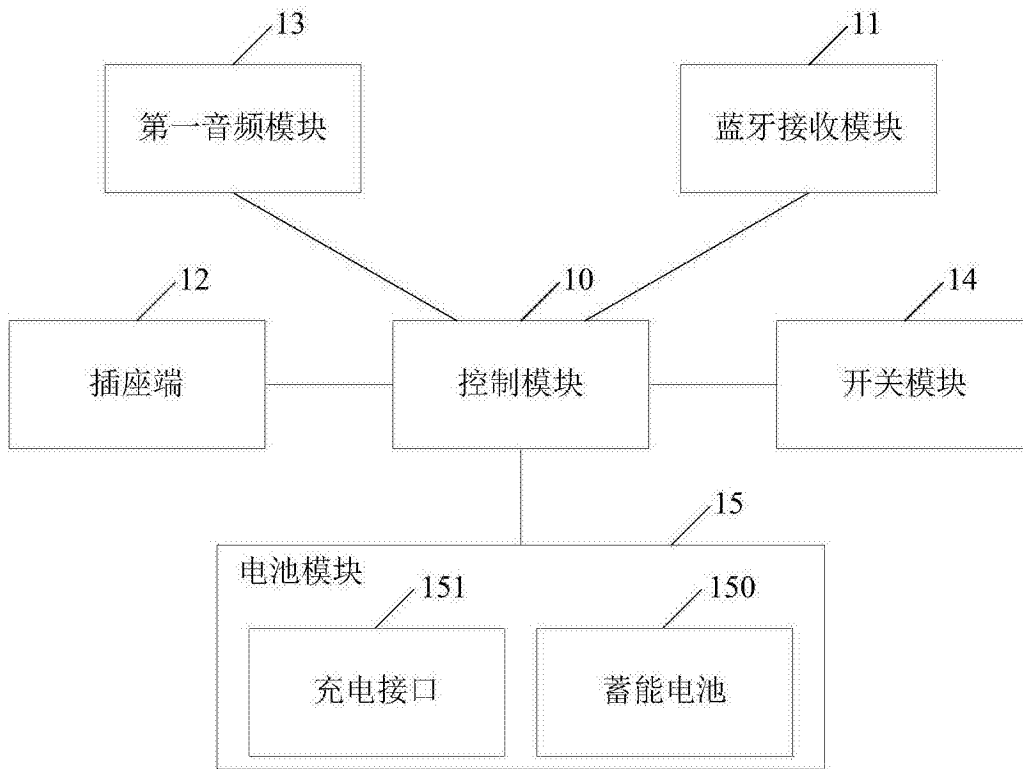 13
11
第一音频模块
蓝牙接收模块
12
10
14
插座端
控制模块
开关模块
15
电池模块
151
150
充电接口
蓄能电池